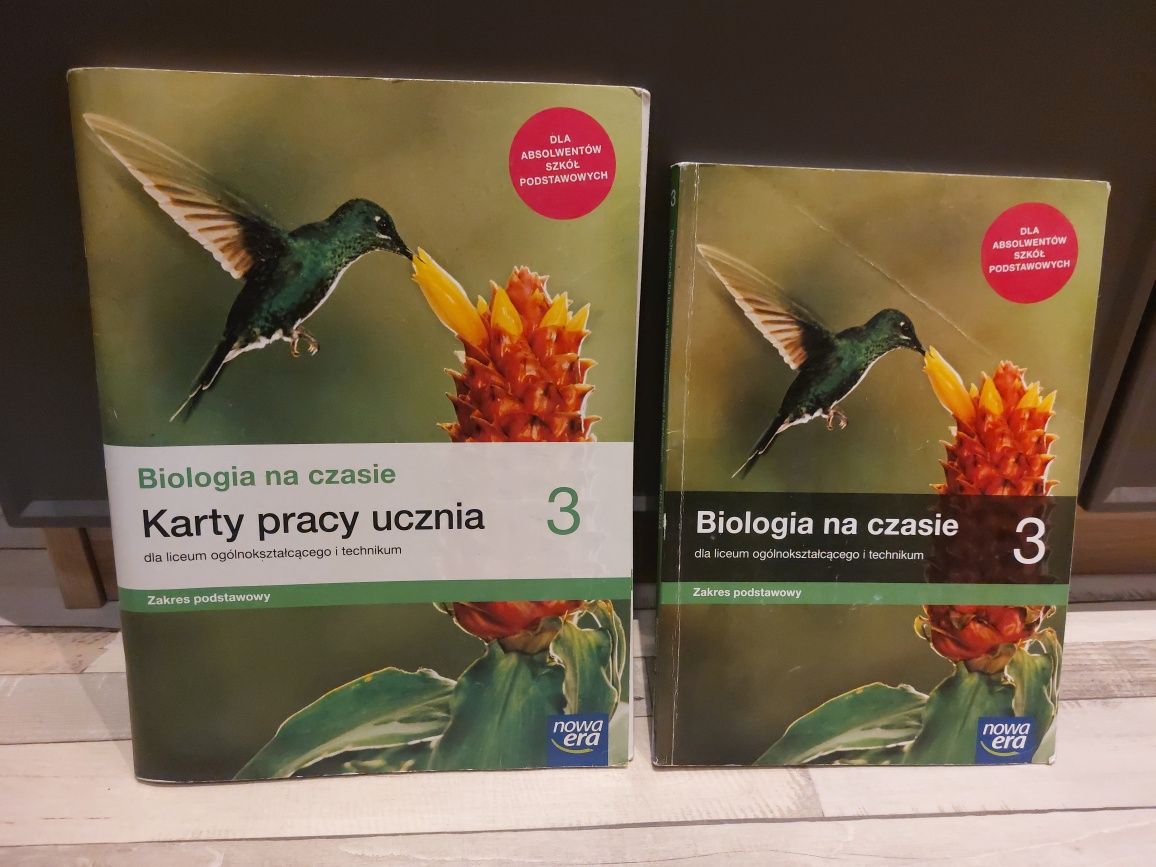 DLA
ABSOLWENTÓW
SZKÓŁ
PODSTAWOWYCH
Biologia na czasie
Karty pracy ucznia
3
dla liceum ogólnokształcącego i technikum
Zakres podstawowy
nowa
era
3
DLA
ABSOLWENTÓW
SZKÓŁ
PODSTAWOWYCH
Biologia na czasie
3
dla liceum ogólnokształcącego i technikum
Zakres podstawowy
nowa
era